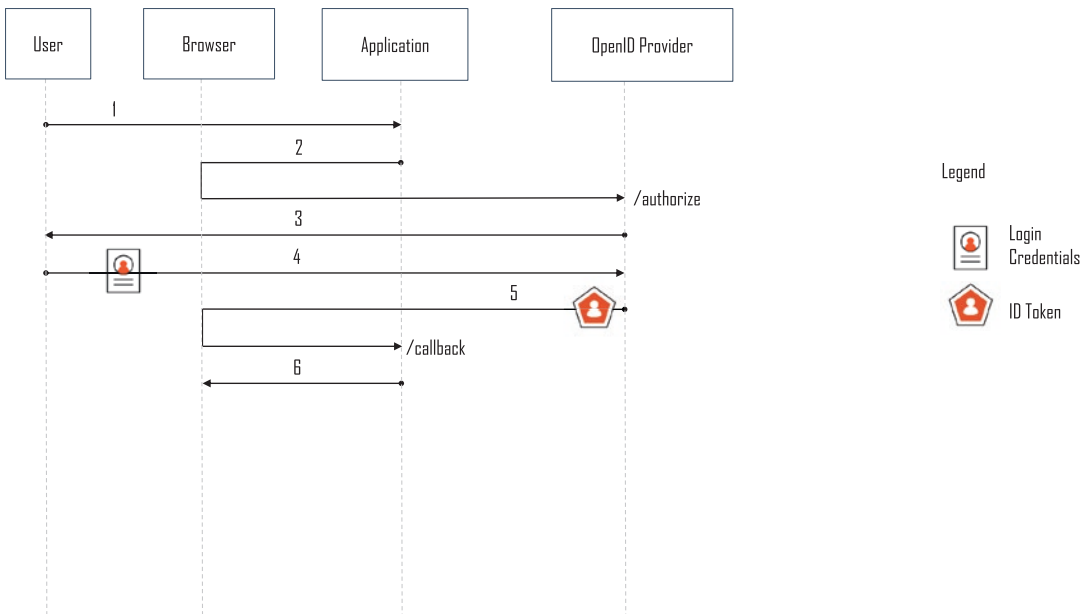 User
Browser
Application
OpenID Provider
1
2
/authorize
3
4
5
/callback
6
Legend
Login
Credentials
ID Token